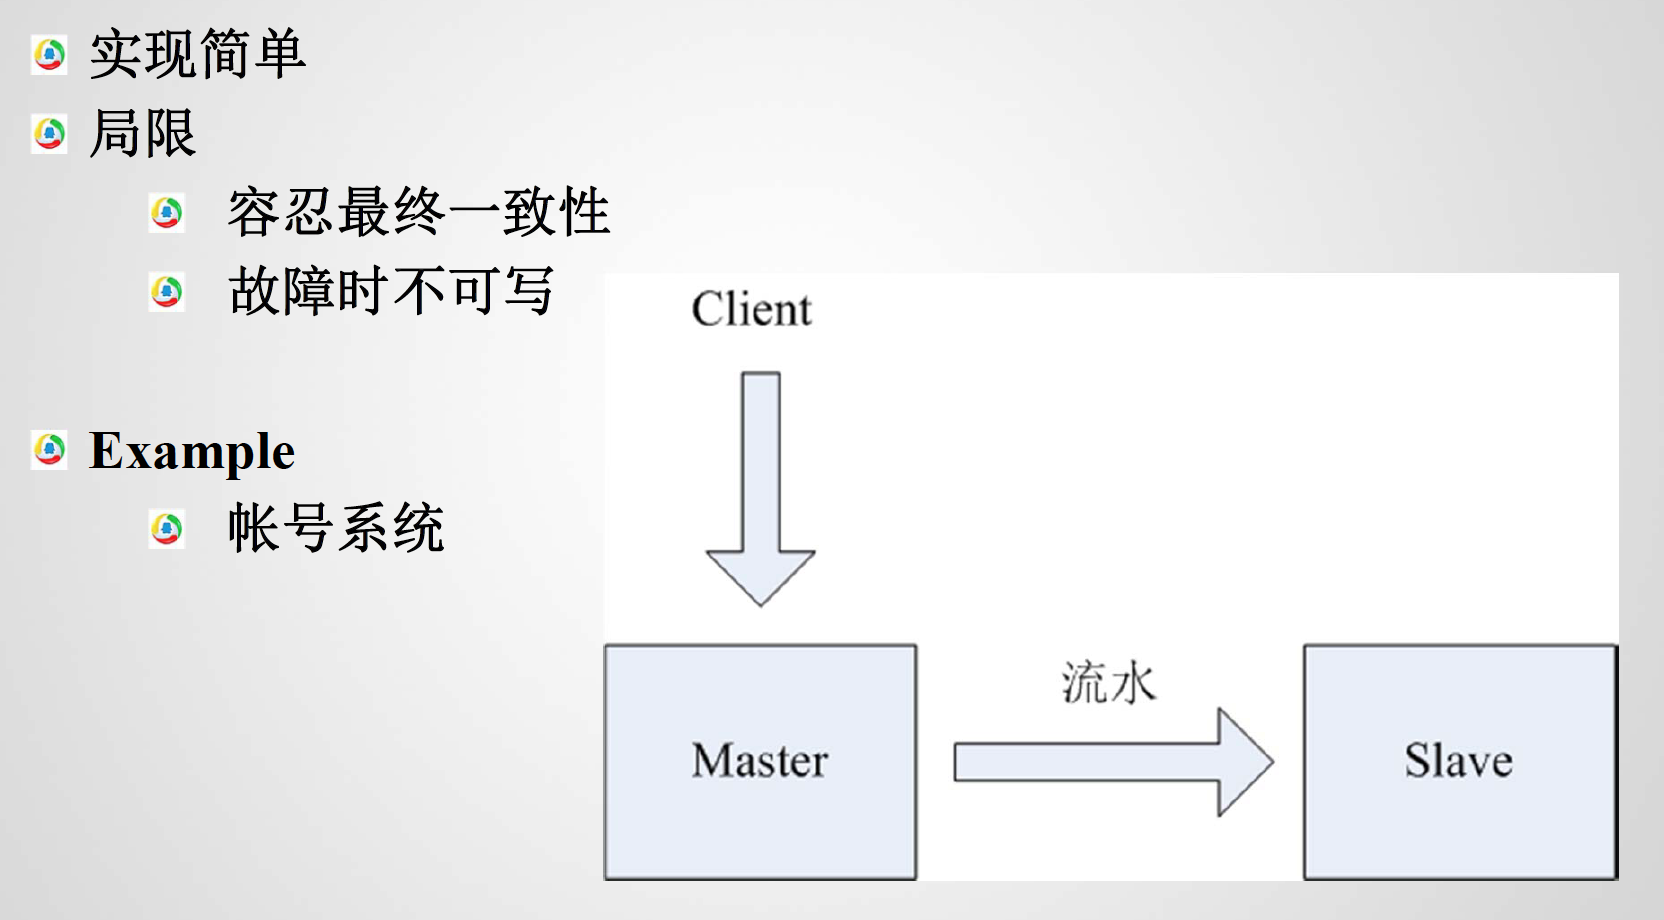 实现简单
局限
容忍最终一致性
故障时不可写
Example
帐号系统
Client
流水
Master
Slave